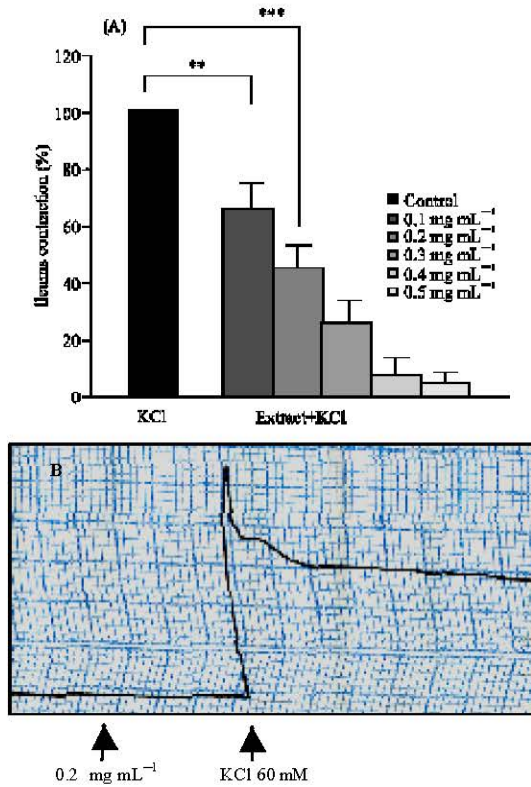 (A)
***
**
120
100
80
60
40
20
0
Ileums contraction (%)
Control
0.1 mg mL⁻¹
0.2 mg mL⁻¹
0.3 mg mL⁻¹
0.4 mg mL⁻¹
0.5 mg mL⁻¹
KCl
Extract+KCl
B
0.2 mg mL⁻¹
KCl 60 mM